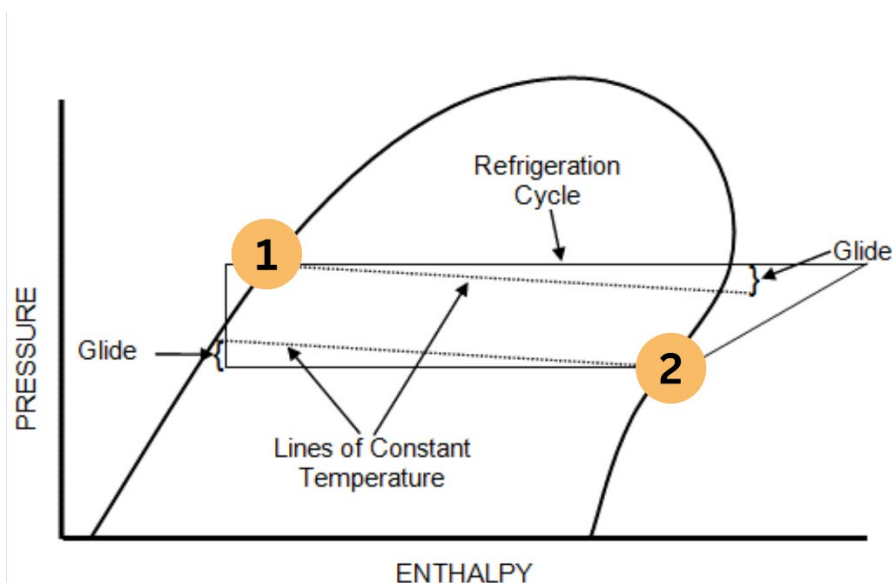 Refrigeration
Cycle
1
Glide
PRESSURE
Glide
2
Lines of Constant
Temperature
ENTHALPY